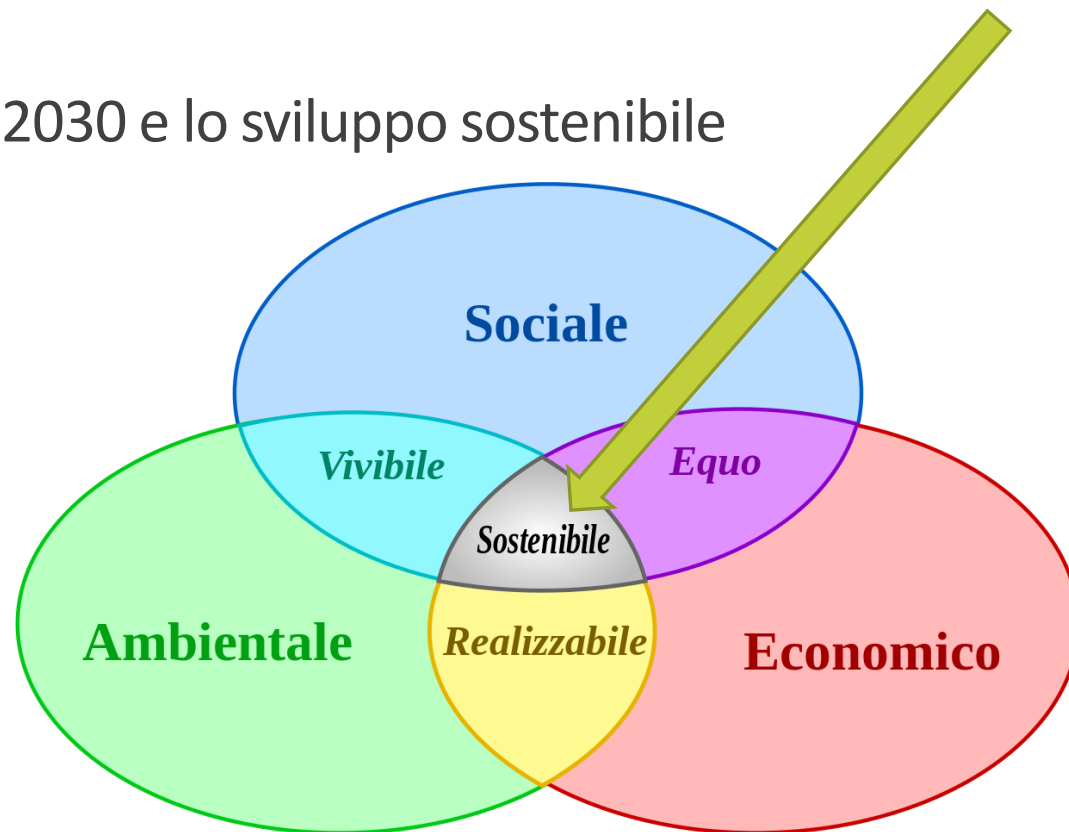 2030 e lo sviluppo sostenibile
Sociale
Vivibile
Equo
Sostenibile
Ambientale
Realizzabile
Economico